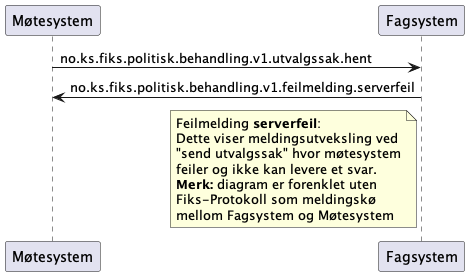 Møtesystem
Fagsystem
no.ks.fiks.politisk.behandling.v1.utvalgssak.hent
no.ks.fiks.politisk.behandling.v1.feilmelding.serverfeil
Feilmelding serverfeil:
Dette viser meldingsutveksling ved
"send utvalgssak" hvor møtesystem
feiler og ikke kan levere et svar.
Merk: diagram er forenklet uten
Fiks-Protokoll som meldingskø
mellom Fagsystem og Møtesystem
Møtesystem
Fagsystem